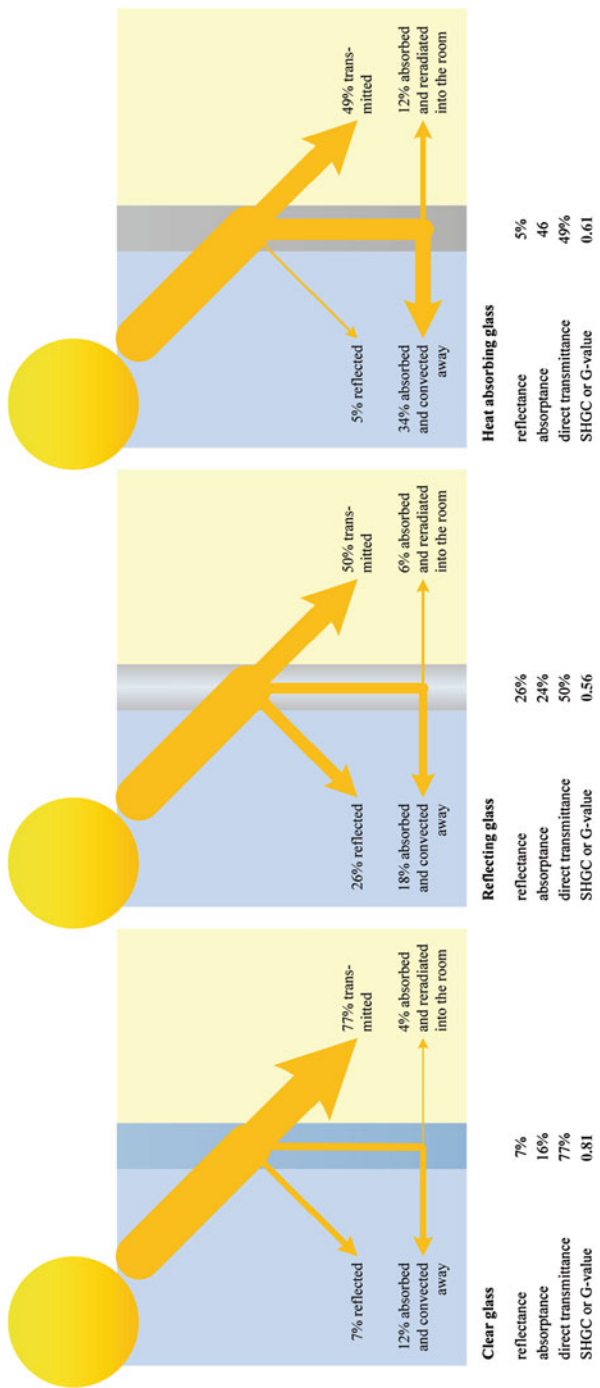 77% trans-
mitted
7% reflected
12% absorbed
and convected
away
4% absorbed
and reradiated
into the room
Clear glass
reflectance 7%
absorptance 16%
direct transmittance 77%
SHGC or G-value 0.81
50% trans-
mitted
26% reflected
18% absorbed
and convected
away
6% absorbed
and reradiated
into the room
Reflecting glass
reflectance 26%
absorptance 24%
direct transmittance 50%
SHGC or G-value 0.56
49% trans-
mitted
5% reflected
34% absorbed
and convected
away
12% absorbed
and reradiated
into the room
Heat absorbing glass
reflectance 5%
absorptance 46
direct transmittance 49%
SHGC or G-value 0.61